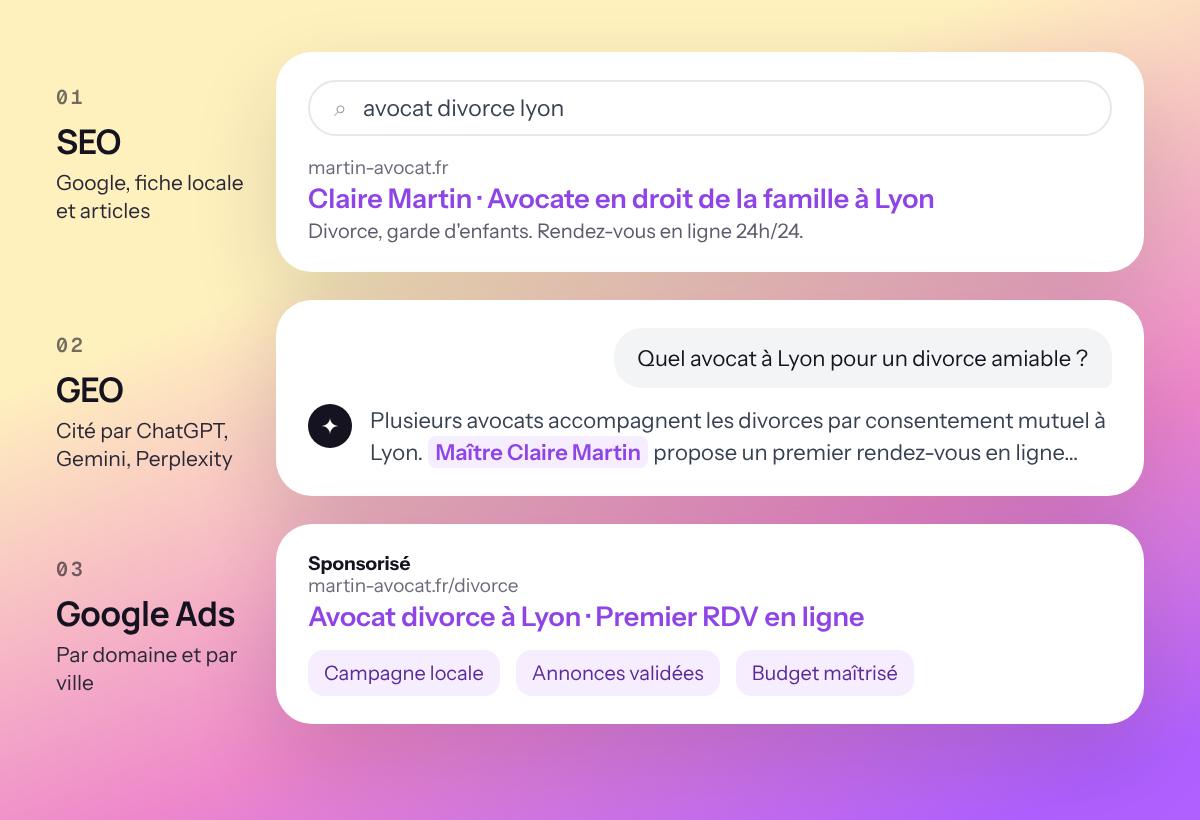 01
SEO
Google, fiche locale
et articles
avocat divorce lyon
martin-avocat.fr
Claire Martin · Avocate en droit de la famille à Lyon
Divorce, garde d'enfants. Rendez-vous en ligne 24h/24.
02
GEO
Cité par ChatGPT,
Gemini, Perplexity
Quel avocat à Lyon pour un divorce amiable ?
Plusieurs avocats accompagnent les divorces par consentement mutuel à
Lyon. Maître Claire Martin propose un premier rendez-vous en ligne…
03
Google Ads
Par domaine et par
ville
Sponsorisé
martin-avocat.fr/divorce
Avocat divorce à Lyon · Premier RDV en ligne
Campagne locale
Annonces validées
Budget maîtrisé